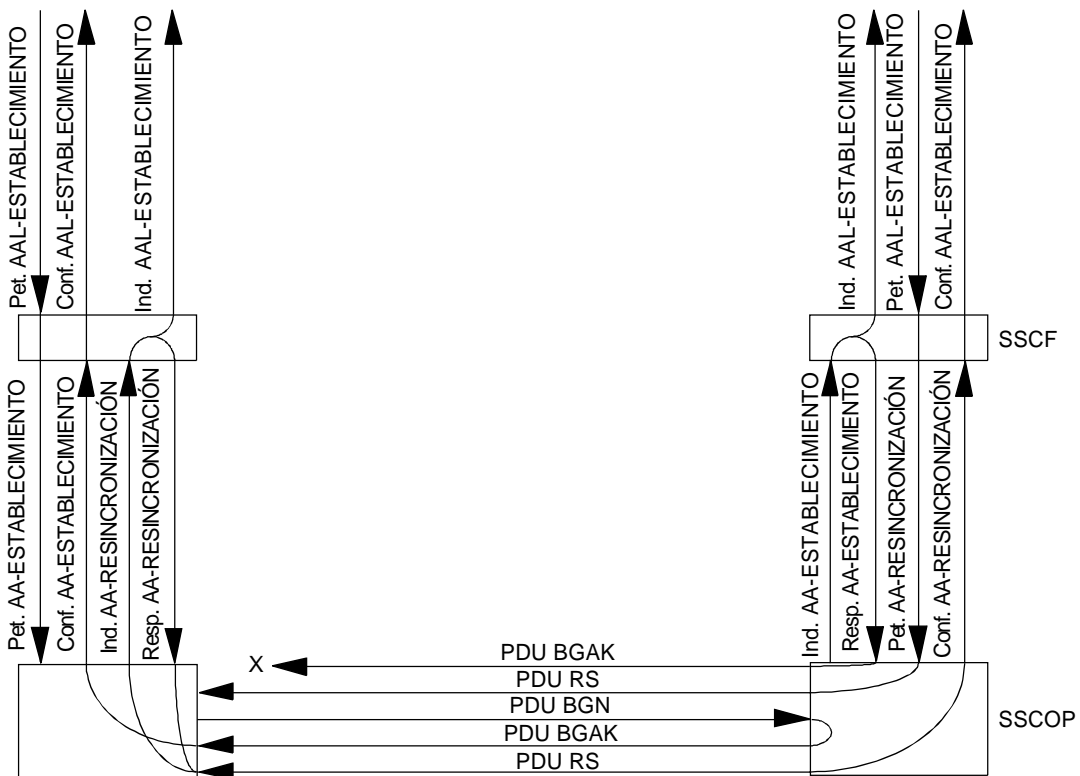 Pet. AAL-ESTABLECIMIENTO
Conf. AAL-ESTABLECIMIENTO
Ind. AAL-ESTABLECIMIENTO
Ind. AAL-ESTABLECIMIENTO
Pet. AAL-ESTABLECIMIENTO
Conf. AAL-ESTABLECIMIENTO
SSCF
Pet. AA-ESTABLECIMIENTO
Conf. AA-ESTABLECIMIENTO
Ind. AA-RESINCRONIZACIÓN
Resp. AA-RESINCRONIZACIÓN
Ind. AA-ESTABLECIMIENTO
Resp. AA-ESTABLECIMIENTO
Pet. AA-RESINCRONIZACIÓN
Conf. AA-RESINCRONIZACIÓN
X
PDU BGAK
PDU RS
PDU BGN
PDU BGAK
PDU RS
SSCOP